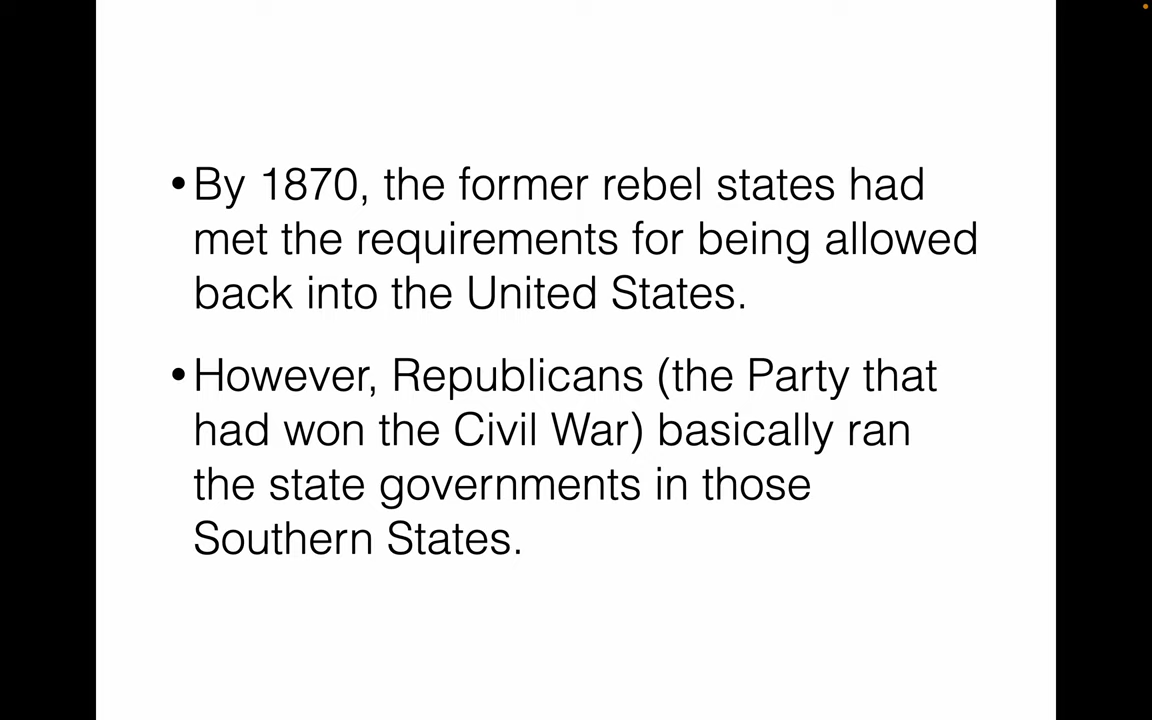 •By 1870, the former rebel states had
met the requirements for being allowed
back into the United States.
•However, Republicans (the Party that
had won the Civil War) basically ran
the state governments in those
Southern States.